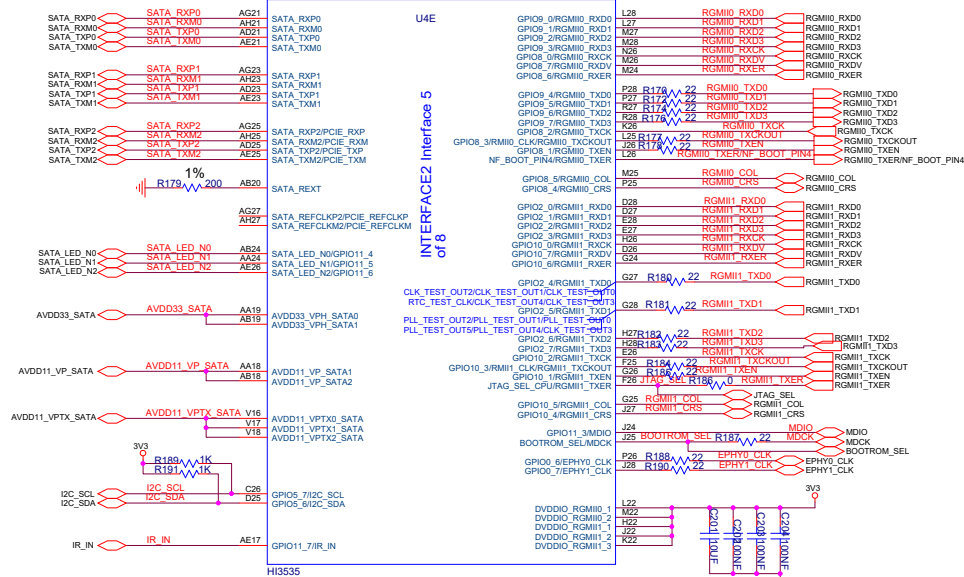 U4E
INTERFACE2 Interface 5
of 8
HI3535
SATA_RXP0 SATA_RXP0 AG21 SATA_RXP0
SATA_RXM0 SATA_RXM0 AH21 SATA_RXM0
SATA_TXP0 SATA_TXP0 AD21 SATA_TXP0
SATA_TXM0 SATA_TXM0 AE21 SATA_TXM0
SATA_RXP1 SATA_RXP1 AG23 SATA_RXP1
SATA_RXM1 SATA_RXM1 AH23 SATA_RXM1
SATA_TXP1 SATA_TXP1 AD23 SATA_TXP1
SATA_TXM1 SATA_TXM1 AE23 SATA_TXM1
SATA_RXP2 SATA_RXP2 AG25 SATA_RXP2/PCIE_RXP
SATA_RXM2 SATA_RXM2 AH25 SATA_RXM2/PCIE_RXM
SATA_TXP2 SATA_TXP2 AD25 SATA_TXP2/PCIE_TXP
SATA_TXM2 SATA_TXM2 AE25 SATA_TXM2/PCIE_TXM
1%
R179 200 AB20 SATA_REXT
AG27 SATA_REFCLKP2/PCIE_REFCLKP
AH27 SATA_REFCLKM2/PCIE_REFCLKM
SATA_LED_N0 SATA_LED_N0 AB24 SATA_LED_N0/GPIO11_4
SATA_LED_N1 SATA_LED_N1 AA24 SATA_LED_N1/GPIO11_5
SATA_LED_N2 SATA_LED_N2 AE26 SATA_LED_N2/GPIO11_6
AVDD33_SATA AVDD33_SATA AA19 AVDD33_VPH_SATA0
AB19 AVDD33_VPH_SATA1
AVDD11_VP_SATA AVDD11_VP_SATA AA18 AVDD11_VP_SATA1
AB18 AVDD11_VP_SATA2
AVDD11_VPTX_SATA AVDD11_VPTX_SATA V16 AVDD11_VPTX0_SATA
V17 AVDD11_VPTX1_SATA
V18 AVDD11_VPTX2_SATA
3V3
R189 1K
R191 1K
I2C_SCL I2C_SCL C26 GPIO5_7/I2C_SCL
I2C_SDA I2C_SDA D25 GPIO5_6/I2C_SDA
IR_IN IR_IN AE17 GPIO11_7/IR_IN
GPIO9_0/RGMII0_RXD0 L28 RGMII0_RXD0 RGMII0_RXD0
GPIO9_1/RGMII0_RXD1 L27 RGMII0_RXD1 RGMII0_RXD1
GPIO9_2/RGMII0_RXD2 M27 RGMII0_RXD2 RGMII0_RXD2
GPIO9_3/RGMII0_RXD3 M28 RGMII0_RXD3 RGMII0_RXD3
GPIO8_0/RGMII0_RXCK N26 RGMII0_RXCK RGMII0_RXCK
GPIO8_7/RGMII0_RXDV M26 RGMII0_RXDV RGMII0_RXDV
GPIO8_6/RGMII0_RXER M24 RGMII0_RXER RGMII0_RXER
GPIO9_4/RGMII0_TXD0 P28 R170 22 RGMII0_TXD0 RGMII0_TXD0
GPIO9_5/RGMII0_TXD1 P27 R172 22 RGMII0_TXD1 RGMII0_TXD1
GPIO9_6/RGMII0_TXD2 R27 R174 22 RGMII0_TXD2 RGMII0_TXD2
GPIO9_7/RGMII0_TXD3 R28 R176 22 RGMII0_TXD3 RGMII0_TXD3
GPIO8_2/RGMII0_TXCK K26 RGMII0_TXCK RGMII0_TXCK
GPIO8_3/RMII0_CLK/RGMII0_TXCKOUT L25 R177 22 RGMII0_TXCKOUT RGMII0_TXCKOUT
GPIO8_1/RGMII0_TXEN J26 R178 22 RGMII0_TXEN RGMII0_TXEN
NF_BOOT_PIN4/RGMII0_TXER L26 RGMII0_TXER/NF_BOOT_PIN4 RGMII0_TXER/NF_BOOT_PIN4
GPIO8_5/RGMII0_COL M25 RGMII0_COL RGMII0_COL
GPIO8_4/RGMII0_CRS P25 RGMII0_CRS RGMII0_CRS
GPIO2_0/RGMII1_RXD0 D28 RGMII1_RXD0 RGMII1_RXD0
GPIO2_1/RGMII1_RXD1 D27 RGMII1_RXD1 RGMII1_RXD1
GPIO2_2/RGMII1_RXD2 E28 RGMII1_RXD2 RGMII1_RXD2
GPIO2_3/RGMII1_RXD3 E27 RGMII1_RXD3 RGMII1_RXD3
GPIO10_0/RGMII1_RXCK H26 RGMII1_RXCK RGMII1_RXCK
GPIO10_7/RGMII1_RXDV D26 RGMII1_RXDV RGMII1_RXDV
GPIO10_6/RGMII1_RXER G24 RGMII1_RXER RGMII1_RXER
GPIO2_4/RGMII1_TXD0 G27 R180 22 RGMII1_TXD0 RGMII1_TXD0
CLK_TEST_OUT2/CLK_TEST_OUT1/CLK_TEST_OUT0
RTC_TEST_CLK/CLK_TEST_OUT4/CLK_TEST_OUT3
GPIO2_5/RGMII1_TXD1 G28 R181 22 RGMII1_TXD1 RGMII1_TXD1
PLL_TEST_OUT2/PLL_TEST_OUT1/PLL_TEST_OUT0
PLL_TEST_OUT5/PLL_TEST_OUT4/CLK_TEST_OUT3
GPIO2_6/RGMII1_TXD2 H27 R182 22 RGMII1_TXD2 RGMII1_TXD2
GPIO2_7/RGMII1_TXD3 H28 R183 22 RGMII1_TXD3 RGMII1_TXD3
GPIO10_2/RGMII1_TXCK E26 RGMII1_TXCK RGMII1_TXCK
GPIO10_3/RMII1_CLK/RGMII1_TXCKOUT F25 R184 22 RGMII1_TXCKOUT RGMII1_TXCKOUT
GPIO10_1/RGMII1_TXEN G26 22 RGMII1_TXEN RGMII1_TXEN
JTAG_SEL_CPU/RGMII1_TXER F26 JTAG_SEL R186 0 RGMII1_TXER RGMII1_TXER
JTAG_SEL
GPIO10_5/RGMII1_COL G25 RGMII1_COL RGMII1_COL
GPIO10_4/RGMII1_CRS J27 RGMII1_CRS RGMII1_CRS
GPIO11_3/MDIO J24 MDIO MDIO
BOOTROM_SEL/MDCK J25 BOOTROM_SEL R187 22 MDCK MDCK
BOOTROM_SEL
GPIO0_6/EPHY0_CLK P26 R188 22 EPHY0_CLK EPHY0_CLK
GPIO0_7/EPHY1_CLK J28 R190 22 EPHY1_CLK EPHY1_CLK
3V3
DVDDIO_RGMII0_1 L22
DVDDIO_RGMII0_2 M22
DVDDIO_RGMII1_1 H22
DVDDIO_RGMII1_2 J22
DVDDIO_RGMII1_3 K22
C201 10UF
C202 100NF
C203 100NF
C204 100NF